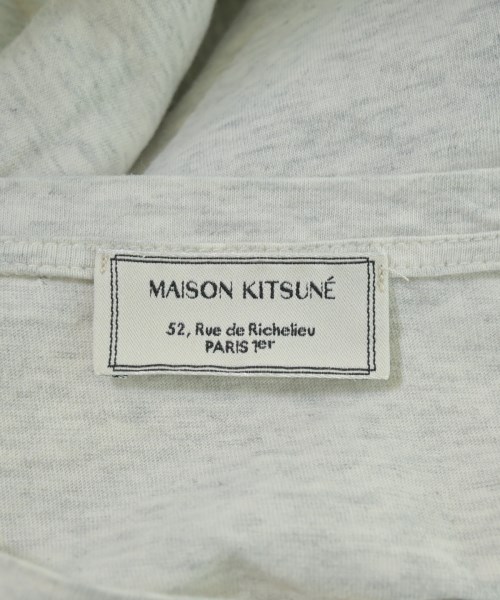 MAISON KITSUNÉ
52, Rue de Richelieu
PARIS 1er